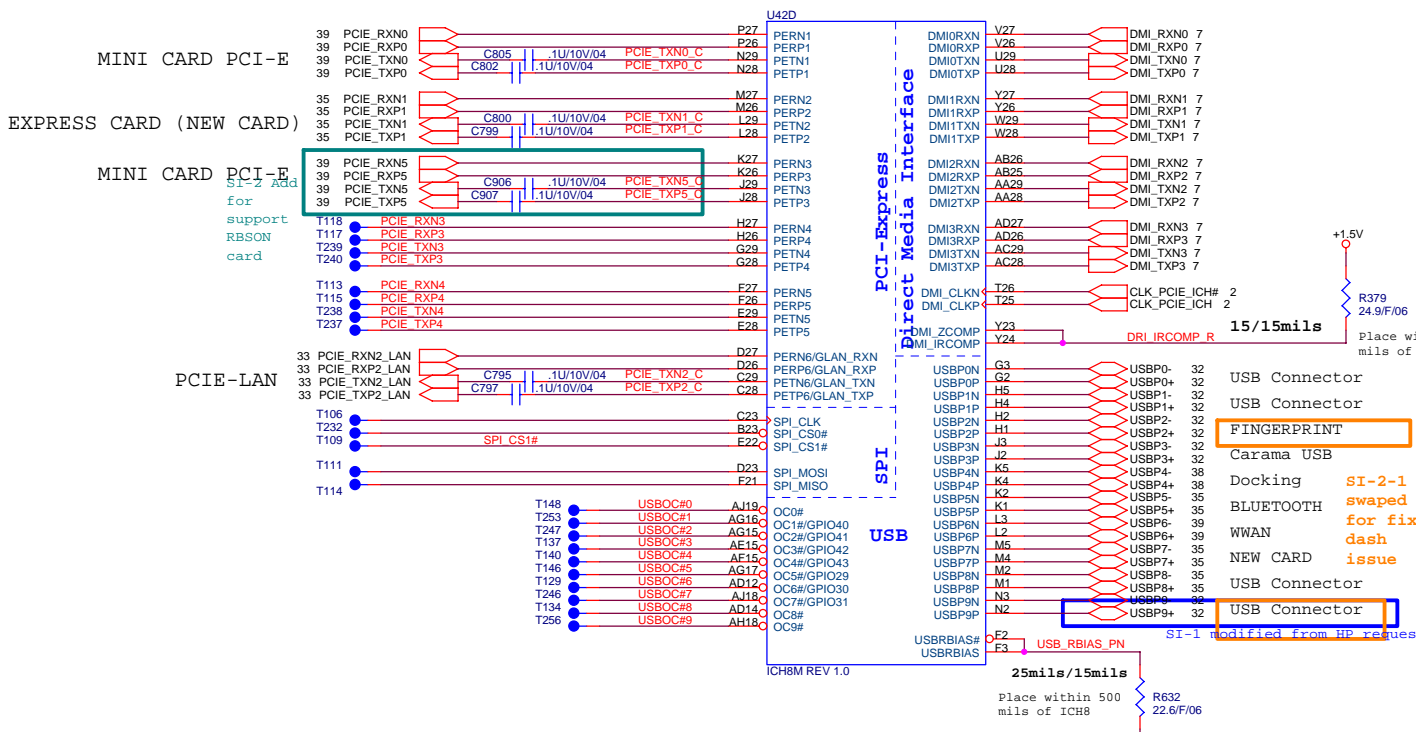 U42D
39 PCIE_RXN0 P27 PERN1 DMI0RXN V27 DMI_RXN0 7
39 PCIE_RXP0 P26 PERP1 DMI0RXP V26 DMI_RXP0 7
MINI CARD PCI-E 39 PCIE_TXN0 C805 .1U/10V/04 PCIE_TXN0_C N29 PETN1 DMI0TXN U29 DMI_TXN0 7
39 PCIE_TXP0 C802 .1U/10V/04 PCIE_TXP0_C N28 PETP1 DMI0TXP U28 DMI_TXP0 7
35 PCIE_RXN1 M27 PERN2 DMI1RXN Y27 DMI_RXN1 7
35 PCIE_RXP1 M26 PERP2 DMI1RXP Y26 DMI_RXP1 7
EXPRESS CARD (NEW CARD) 35 PCIE_TXN1 C800 .1U/10V/04 PCIE_TXN1_C L29 PETN2 DMI1TXN W29 DMI_TXN1 7
35 PCIE_TXP1 C799 .1U/10V/04 PCIE_TXP1_C L28 PETP2 DMI1TXP W28 DMI_TXP1 7
39 PCIE_RXN5 K27 PERN3 DMI2RXN AB26 DMI_RXN2 7
MINI CARD PCI-E 39 PCIE_RXP5 K26 PERP3 DMI2RXP AB25 DMI_RXP2 7
39 PCIE_TXN5 C906 .1U/10V/04 PCIE_TXN5_C J29 PETN3 DMI2TXN AA29 DMI_TXN2 7
39 PCIE_TXP5 C907 .1U/10V/04 PCIE_TXP5_C J28 PETP3 DMI2TXP AA28 DMI_TXP2 7
SI-2 Add
for
support
RBSON
card
T118 PCIE_RXN3 H27 PERN4 DMI3RXN AD27 DMI_RXN3 7
T117 PCIE_RXP3 H26 PERP4 DMI3RXP AD26 DMI_RXP3 7
T239 PCIE_TXN3 G29 PETN4 DMI3TXN AC29 DMI_TXN3 7
T240 PCIE_TXP3 G28 PETP4 DMI3TXP AC28 DMI_TXP3 7
PCI-Express
Direct Media Interface
T113 PCIE_RXN4 F27 PERN5 DMI_CLKN T26 CLK_PCIE_ICH# 2
T115 PCIE_RXP4 F26 PERP5 DMI_CLKP T25 CLK_PCIE_ICH 2
T238 PCIE_TXN4 E29 PETN5
T237 PCIE_TXP4 E28 PETP5 DMI_ZCOMP Y23
DMI_IRCOMP Y24 DRI_IRCOMP_R 15/15mils
+1.5V
R379
24.9/F/06
Place wi
mils of
33 PCIE_RXN2_LAN D27 PERN6/GLAN_RXN
33 PCIE_RXP2_LAN D26 PERP6/GLAN_RXP
PCIE-LAN 33 PCIE_TXN2_LAN C795 .1U/10V/04 PCIE_TXN2_C C29 PETN6/GLAN_TXN
33 PCIE_TXP2_LAN C797 .1U/10V/04 PCIE_TXP2_C C28 PETP6/GLAN_TXP
T106 C23 SPI_CLK
T232 B23 SPI_CS0#
T109 SPI_CS1# E22 SPI_CS1#
T111 D23 SPI_MOSI
T114 F21 SPI_MISO
SPI
T148 USBOC#0 AJ19 OC0#
T253 USBOC#1 AG16 OC1#/GPIO40
T247 USBOC#2 AG15 OC2#/GPIO41
T137 USBOC#3 AE15 OC3#/GPIO42
T140 USBOC#4 AF15 OC4#/GPIO43
T146 USBOC#5 AG17 OC5#/GPIO29
T129 USBOC#6 AD12 OC6#/GPIO30
T246 USBOC#7 AJ18 OC7#/GPIO31
T134 USBOC#8 AD14 OC8#
T256 USBOC#9 AH18 OC9#
USB
USBP0N G3 USBP0- 32
USBP0P G2 USBP0+ 32 USB Connector
USBP1N H5 USBP1- 32
USBP1P H4 USBP1+ 32 USB Connector
USBP2N H2 USBP2- 32
USBP2P H1 USBP2+ 32 FINGERPRINT
USBP3N J3 USBP3- 32
USBP3P J2 USBP3+ 32 Carama USB
USBP4N K5 USBP4- 38
USBP4P K4 USBP4+ 38 Docking
USBP5N K2 USBP5- 35
USBP5P K1 USBP5+ 35 BLUETOOTH
USBP6N L3 USBP6- 39
USBP6P L2 USBP6+ 39 WWAN
USBP7N M5 USBP7- 35
USBP7P M4 USBP7+ 35 NEW CARD
USBP8N M2 USBP8- 35
USBP8P M1 USBP8+ 35 USB Connector
USBP9N N3 USBP9- 32
USBP9P N2 USBP9+ 32 USB Connector
SI-2-1
swaped
for fix
dash
issue
SI-1 modified from HP reques
USBRBIAS# F2
USBRBIAS F3 USB_RBIAS_PN
ICH8M REV 1.0
25mils/15mils
Place within 500
mils of ICH8
R632
22.6/F/06